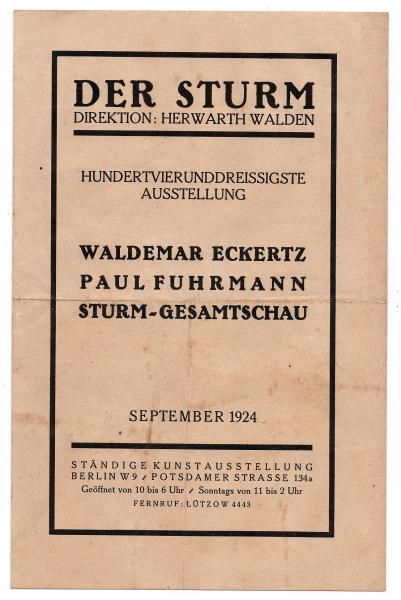 DER STURM
DIREKTION: HERWARTH WALDEN
HUNDERTVIERUNDDREISSIGSTE
AUSSTELLUNG
WALDEMAR ECKERTZ
PAUL FUHRMANN
STURM-GESAMTSCHAU
SEPTEMBER 1924
STÄNDIGE KUNSTAUSSTELLUNG
BERLIN W 9 / POTSDAMER STRASSE 134a
Geöffnet von 10 bis 6 Uhr / Sonntags von 11 bis 2 Uhr
FERNRUF: LÜTZOW 4443